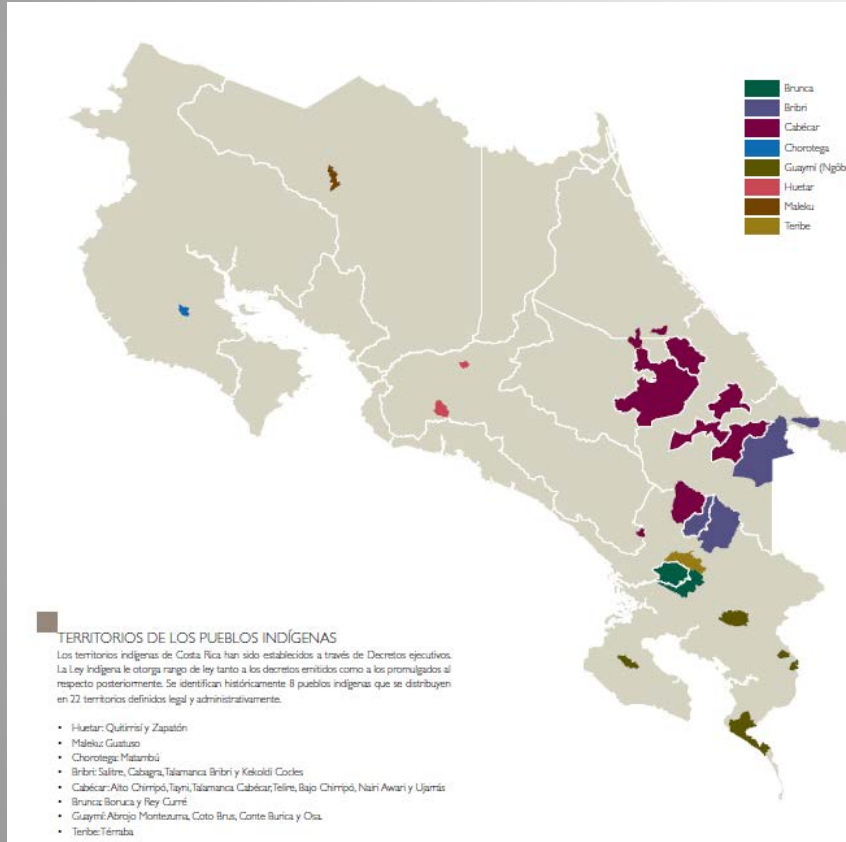 Brunca
Bribri
Cabécar
Chorotega
Guaymí (Ngöb
Huetar
Maleku
Teribe
TERRITORIOS DE LOS PUEBLOS INDÍGENAS
Los territorios indígenas de Costa Rica han sido establecidos a través de Decretos ejecutivos.
La Ley Indígena le otorga rango de ley tanto a los decretos emitidos como a los promulgados al
respecto posteriormente. Se identifican históricamente 8 pueblos indígenas que se distribuyen
en 22 territorios definidos legal y administrativamente.
• Huetar: Quitirrisí y Zapatón
• Maleku: Guatuso
• Chorotega: Matambú
• Bribri: Salitre, Cabagra, Talamanca Bribri y Kekoldi Cocles
• Cabécar: Alto Chirripó, Tayni, Talamanca Cabécar, Telire, Bajo Chirripó, Nairi Awari y Ujarrás
• Brunca: Boruca y Rey Curré
• Guaymí: Abrojo Montezuma, Coto Brus, Conte Burica y Osa.
• Teribe: Térraba